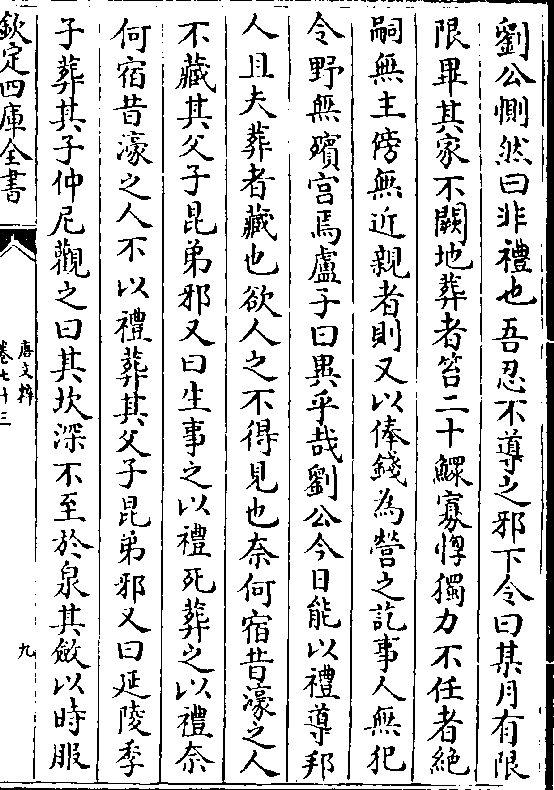 劉公惻然曰非禮也吾忍不導之邪下令曰某月有限
限畢其家不闕地葬者笞二十鰥寡惸獨力不任者絶
嗣無主傍無近親者則又以俸錢為營之訖事人無犯
令野無殯宫焉盧子曰異乎哉劉公今日能以禮導邦
人且夫葬者藏也欲人之不得見也奈何宿昔濠之人
不藏其父子昆弟邪又曰生事之以禮死葬之以禮奈
何宿昔濠之人不以禮葬其父子昆弟邪又曰延陵季
子葬其子仲尼觀之曰其坎深不至於泉其斂以時服
欽定四庫全書
唐文粹
卷七十三
九